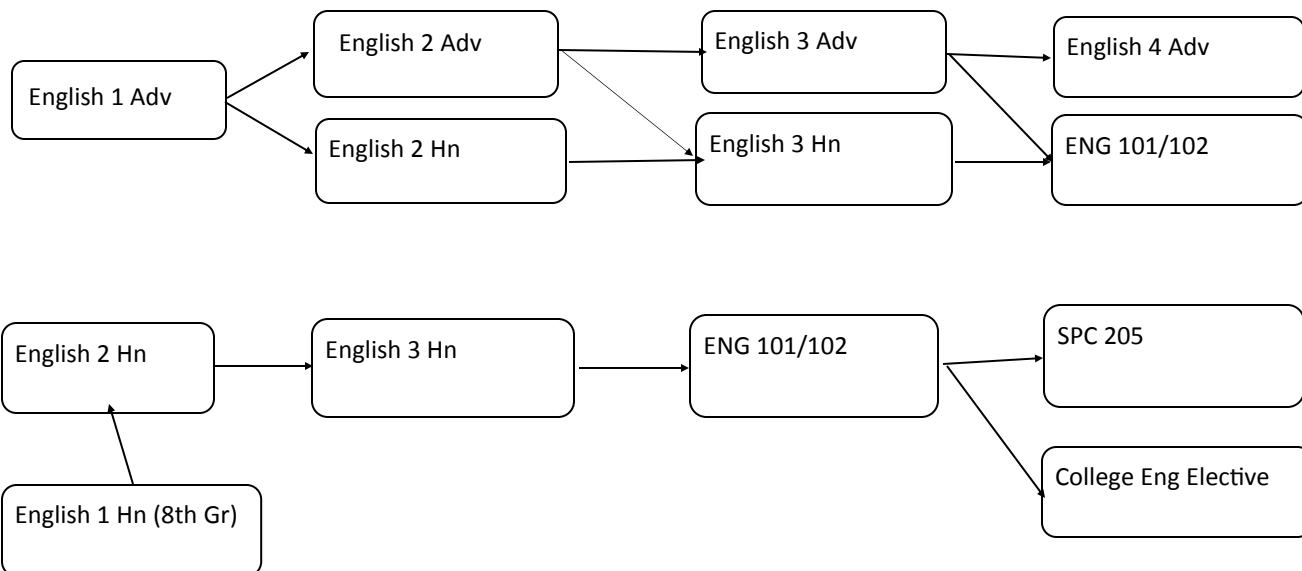 English 1 Adv
English 2 Adv
English 2 Hn
English 3 Adv
English 3 Hn
English 4 Adv
ENG 101/102
English 2 Hn
English 1 Hn (8th Gr)
English 3 Hn
ENG 101/102
SPC 205
College Eng Elective